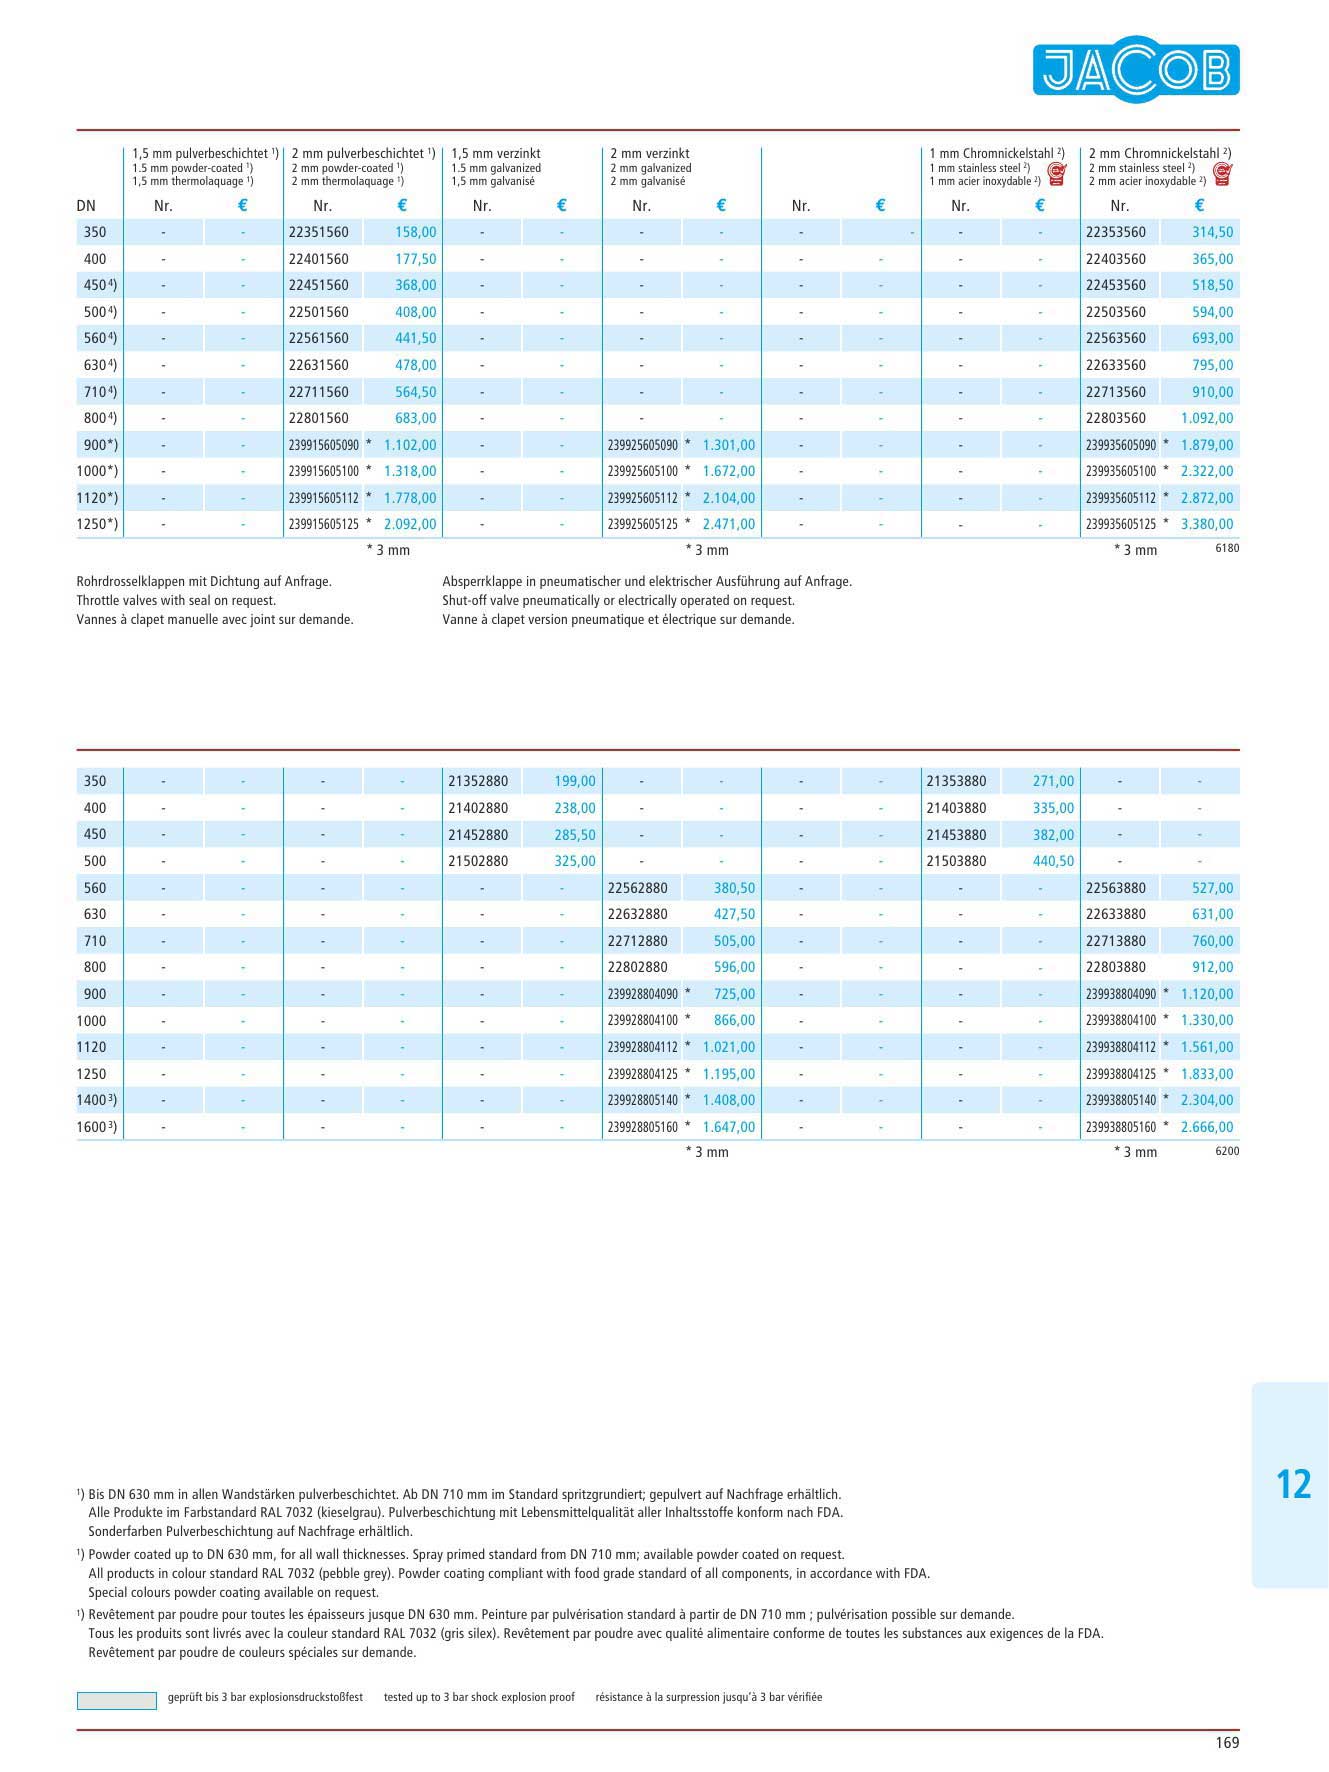 JACOB
1,5 mm pulverbeschichtet ¹) 2 mm pulverbeschichtet ¹) 1,5 mm verzinkt 2 mm verzinkt 1 mm Chromnickelstahl ²) 2 mm Chromnickelstahl ²)
1.5 mm powder-coated ¹) 2 mm powder-coated ¹) 1.5 mm galvanized 2 mm galvanized 1 mm stainless steel ²) 2 mm stainless steel ²)
1,5 mm thermolaquage ¹) 2 mm thermolaquage ¹) 1,5 mm galvanisé 2 mm galvanisé 1 mm acier inoxydable ²) 2 mm acier inoxydable ²)
DN Nr. € Nr. € Nr. € Nr. € Nr. € Nr. € Nr. €
350 - - 22351560 158,00 - - - - - - - - 22353560 314,50
400 - - 22401560 177,50 - - - - - - - - 22403560 365,00
450 ⁴) - - 22451560 368,00 - - - - - - - - 22453560 518,50
500 ⁴) - - 22501560 408,00 - - - - - - - - 22503560 594,00
560 ⁴) - - 22561560 441,50 - - - - - - - - 22563560 693,00
630 ⁴) - - 22631560 478,00 - - - - - - - - 22633560 795,00
710 ⁴) - - 22711560 564,50 - - - - - - - - 22713560 910,00
800 ⁴) - - 22801560 683,00 - - - - - - - - 22803560 1.092,00
900*) - - 239915605090 * 1.102,00 - - 239925605090 * 1.301,00 - - - - 239935605090 * 1.879,00
1000*) - - 239915605100 * 1.318,00 - - 239925605100 * 1.672,00 - - - - 239935605100 * 2.322,00
1120*) - - 239915605112 * 1.778,00 - - 239925605112 * 2.104,00 - - - - 239935605112 * 2.872,00
1250*) - - 239915605125 * 2.092,00 - - 239925605125 * 2.471,00 - - - - 239935605125 * 3.380,00
* 3 mm * 3 mm * 3 mm 6180
Rohrdrosselklappen mit Dichtung auf Anfrage. Absperrklappe in pneumatischer und elektrischer Ausführung auf Anfrage.
Throttle valves with seal on request. Shut-off valve pneumatically or electrically operated on request.
Vannes à clapet manuelle avec joint sur demande. Vanne à clapet version pneumatique et électrique sur demande.
350 - - - - 21352880 199,00 - - - - 21353880 271,00 - -
400 - - - - 21402880 238,00 - - - - 21403880 335,00 - -
450 - - - - 21452880 285,50 - - - - 21453880 382,00 - -
500 - - - - 21502880 325,00 - - - - 21503880 440,50 - -
560 - - - - - - 22562880 380,50 - - - - 22563880 527,00
630 - - - - - - 22632880 427,50 - - - - 22633880 631,00
710 - - - - - - 22712880 505,00 - - - - 22713880 760,00
800 - - - - - - 22802880 596,00 - - - - 22803880 912,00
900 - - - - - - 239928804090 * 725,00 - - - - 239938804090 * 1.120,00
1000 - - - - - - 239928804100 * 866,00 - - - - 239938804100 * 1.330,00
1120 - - - - - - 239928804112 * 1.021,00 - - - - 239938804112 * 1.561,00
1250 - - - - - - 239928804125 * 1.195,00 - - - - 239938804125 * 1.833,00
1400 ³) - - - - - - 239928805140 * 1.408,00 - - - - 239938805140 * 2.304,00
1600 ³) - - - - - - 239928805160 * 1.647,00 - - - - 239938805160 * 2.666,00
* 3 mm * 3 mm 6200
12
¹) Bis DN 630 mm in allen Wandstärken pulverbeschichtet. Ab DN 710 mm im Standard spritzgrundiert; gepulvert auf Nachfrage erhältlich.
Alle Produkte im Farbstandard RAL 7032 (kieselgrau). Pulverbeschichtung mit Lebensmittelqualität aller Inhaltsstoffe konform nach FDA.
Sonderfarben Pulverbeschichtung auf Nachfrage erhältlich.
¹) Powder coated up to DN 630 mm, for all wall thicknesses. Spray primed standard from DN 710 mm; available powder coated on request.
All products in colour standard RAL 7032 (pebble grey). Powder coating compliant with food grade standard of all components, in accordance with FDA.
Special colours powder coating available on request.
¹) Revêtement par poudre pour toutes les épaisseurs jusque DN 630 mm. Peinture par pulvérisation standard à partir de DN 710 mm ; pulvérisation possible sur demande.
Tous les produits sont livrés avec la couleur standard RAL 7032 (gris silex). Revêtement par poudre avec qualité alimentaire conforme de toutes les substances aux exigences de la FDA.
Revêtement par poudre de couleurs spéciales sur demande.
geprüft bis 3 bar explosionsdruckstoßfest tested up to 3 bar shock explosion proof résistance à la surpression jusqu'à 3 bar vérifiée
169